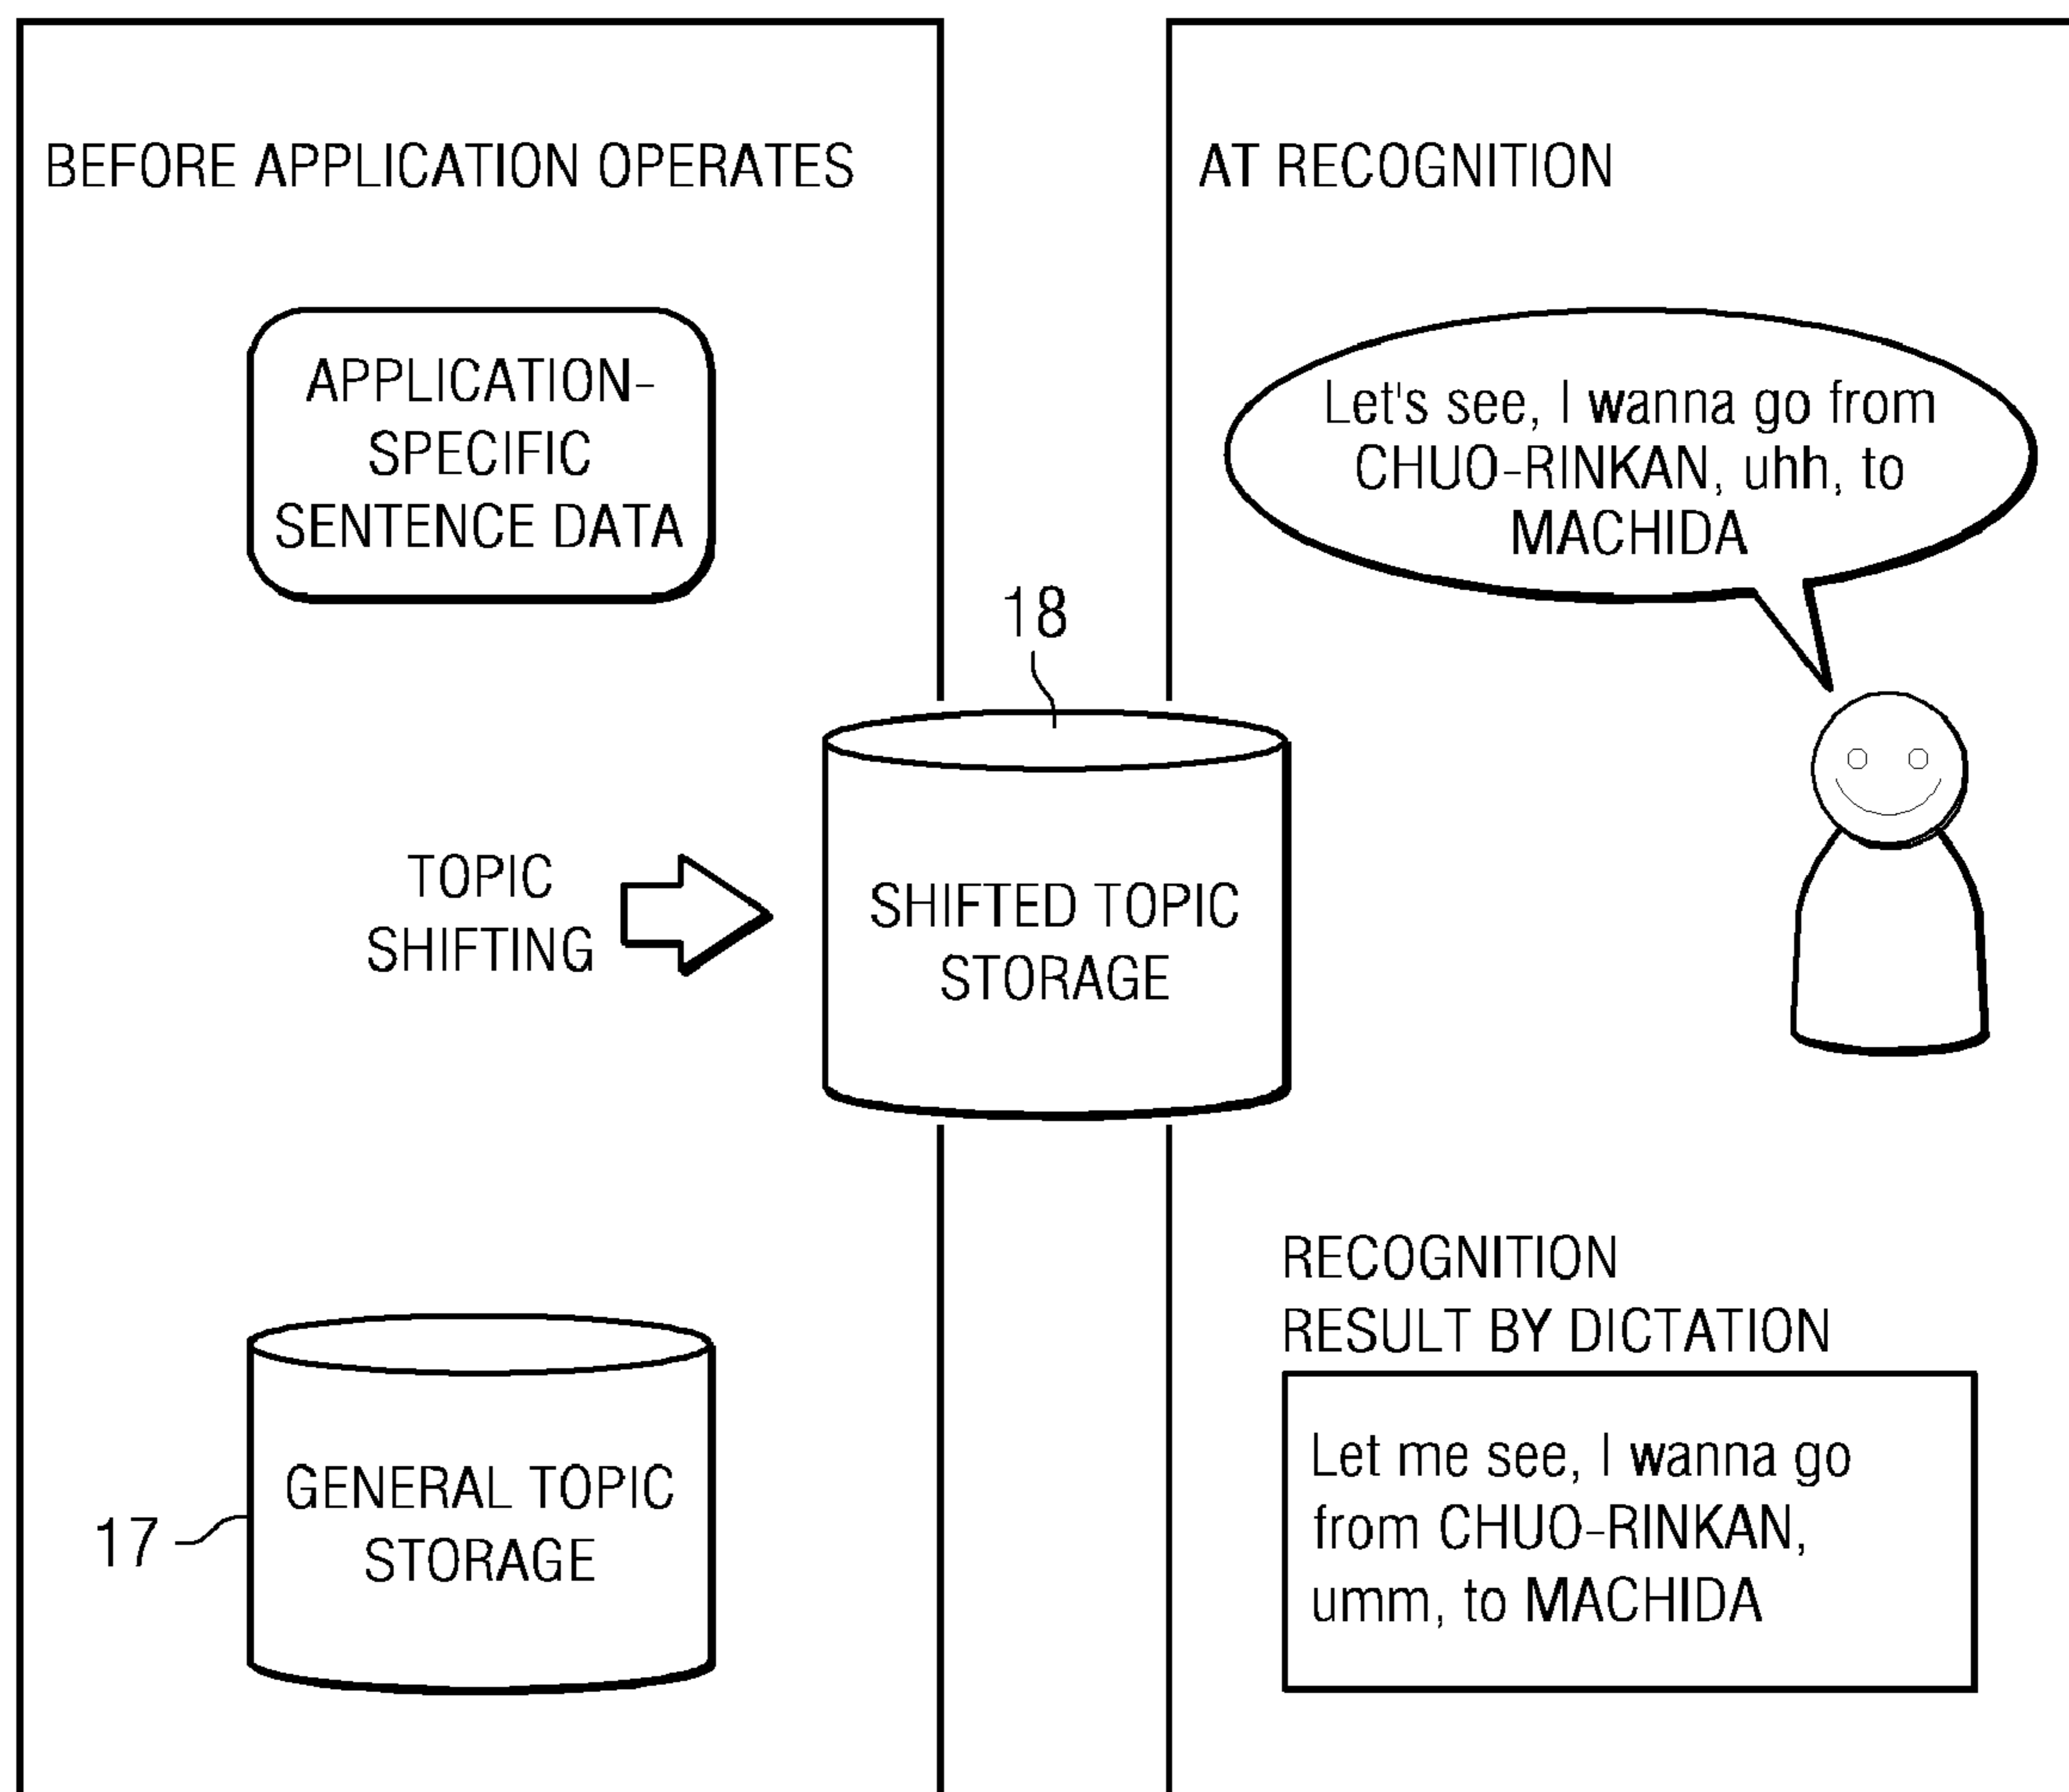 BEFORE APPLICATION OPERATES
APPLICATION-
SPECIFIC
SENTENCE DATA
TOPIC
SHIFTING
18
SHIFTED TOPIC
STORAGE
17
GENERAL TOPIC
STORAGE
AT RECOGNITION
Let's see, I wanna go from
CHUO-RINKAN, uhh, to
MACHIDA
RECOGNITION
RESULT BY DICTATION
Let me see, I wanna go
from CHUO-RINKAN,
umm, to MACHIDA